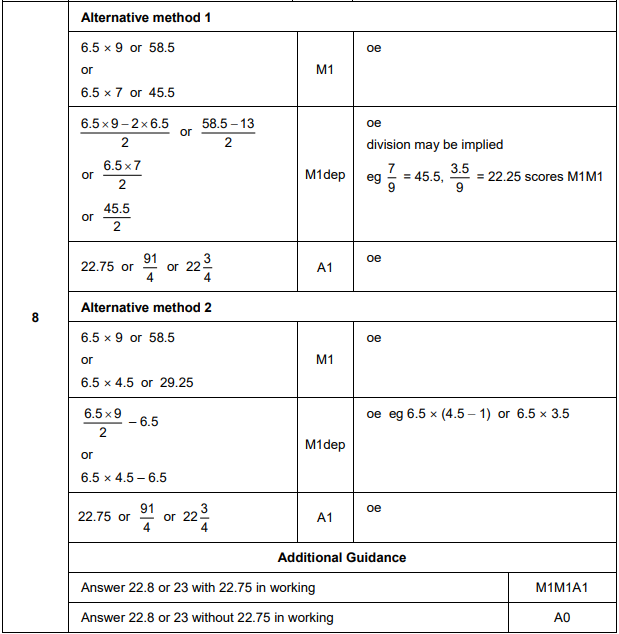 Alternative method 1
6.5 × 9 or 58.5
or
6.5 × 7 or 45.5
M1
oe
(6.5 × 9 – 2 × 6.5)/2 or (58.5 – 13)/2
or (6.5 × 7)/2
or 45.5/2
M1dep
oe
division may be implied
eg 7/9 = 45.5, 3.5/9 = 22.25 scores M1M1
22.75 or 91/4 or 22 3/4
A1
oe
8
Alternative method 2
6.5 × 9 or 58.5
or
6.5 × 4.5 or 29.25
M1
oe
(6.5 × 9)/2 – 6.5
or
6.5 × 4.5 – 6.5
M1dep
oe eg 6.5 × (4.5 – 1) or 6.5 × 3.5
22.75 or 91/4 or 22 3/4
A1
oe
Additional Guidance
Answer 22.8 or 23 with 22.75 in working
M1M1A1
Answer 22.8 or 23 without 22.75 in working
A0